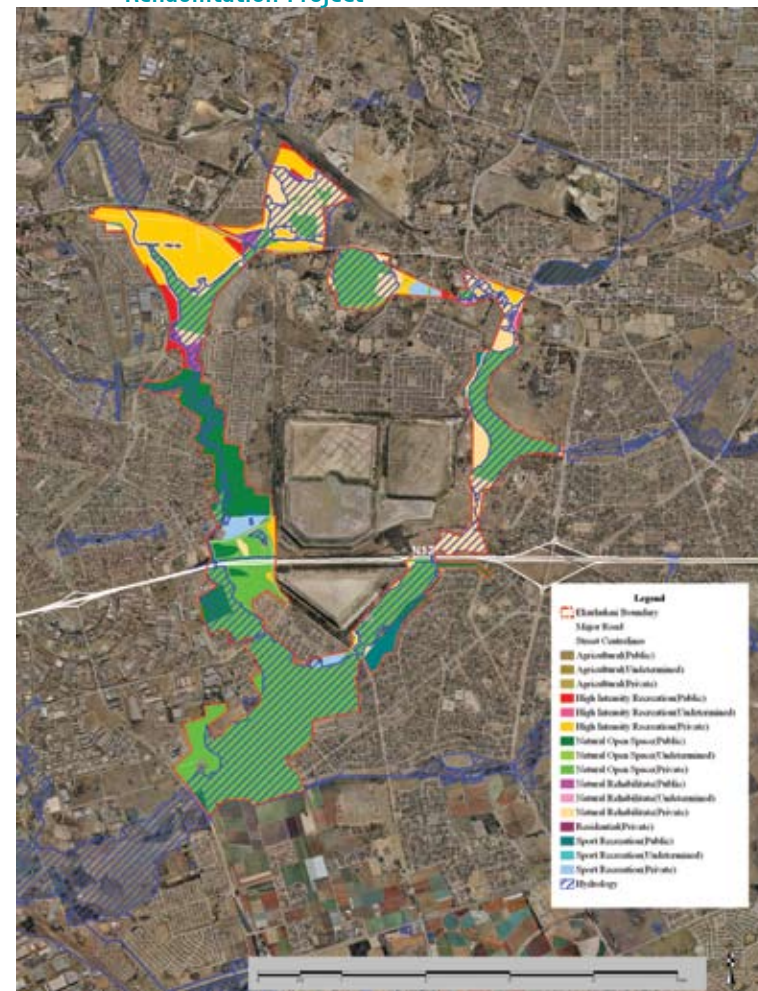 Rehabilitation Project
N12
Legend
Boundary
Major Road
Street Centrelines
Agricultural(Public)
Agricultural(Undetermined)
Agricultural(Private)
High Intensity Recreation(Public)
High Intensity Recreation(Undetermined)
High Intensity Recreation(Private)
Natural Open Space(Public)
Natural Open Space(Undetermined)
Natural Open Space(Private)
Natural Rehabilitate(Public)
Natural Rehabilitate(Undetermined)
Natural Rehabilitate(Private)
Residential(Private)
Sport Recreation(Public)
Sport Recreation(Undetermined)
Sport Recreation(Private)
Hydrology